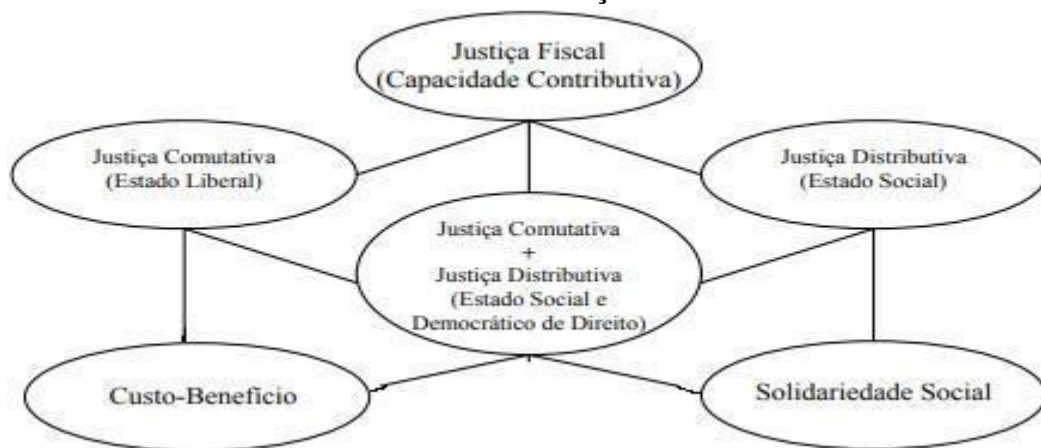 Justiça Fiscal
(Capacidade Contributiva)
Justiça Comutativa
(Estado Liberal)
Justiça Distributiva
(Estado Social)
Justiça Comutativa
+
Justiça Distributiva
(Estado Social e
Democrático de Direito)
Custo-Benefício
Solidariedade Social